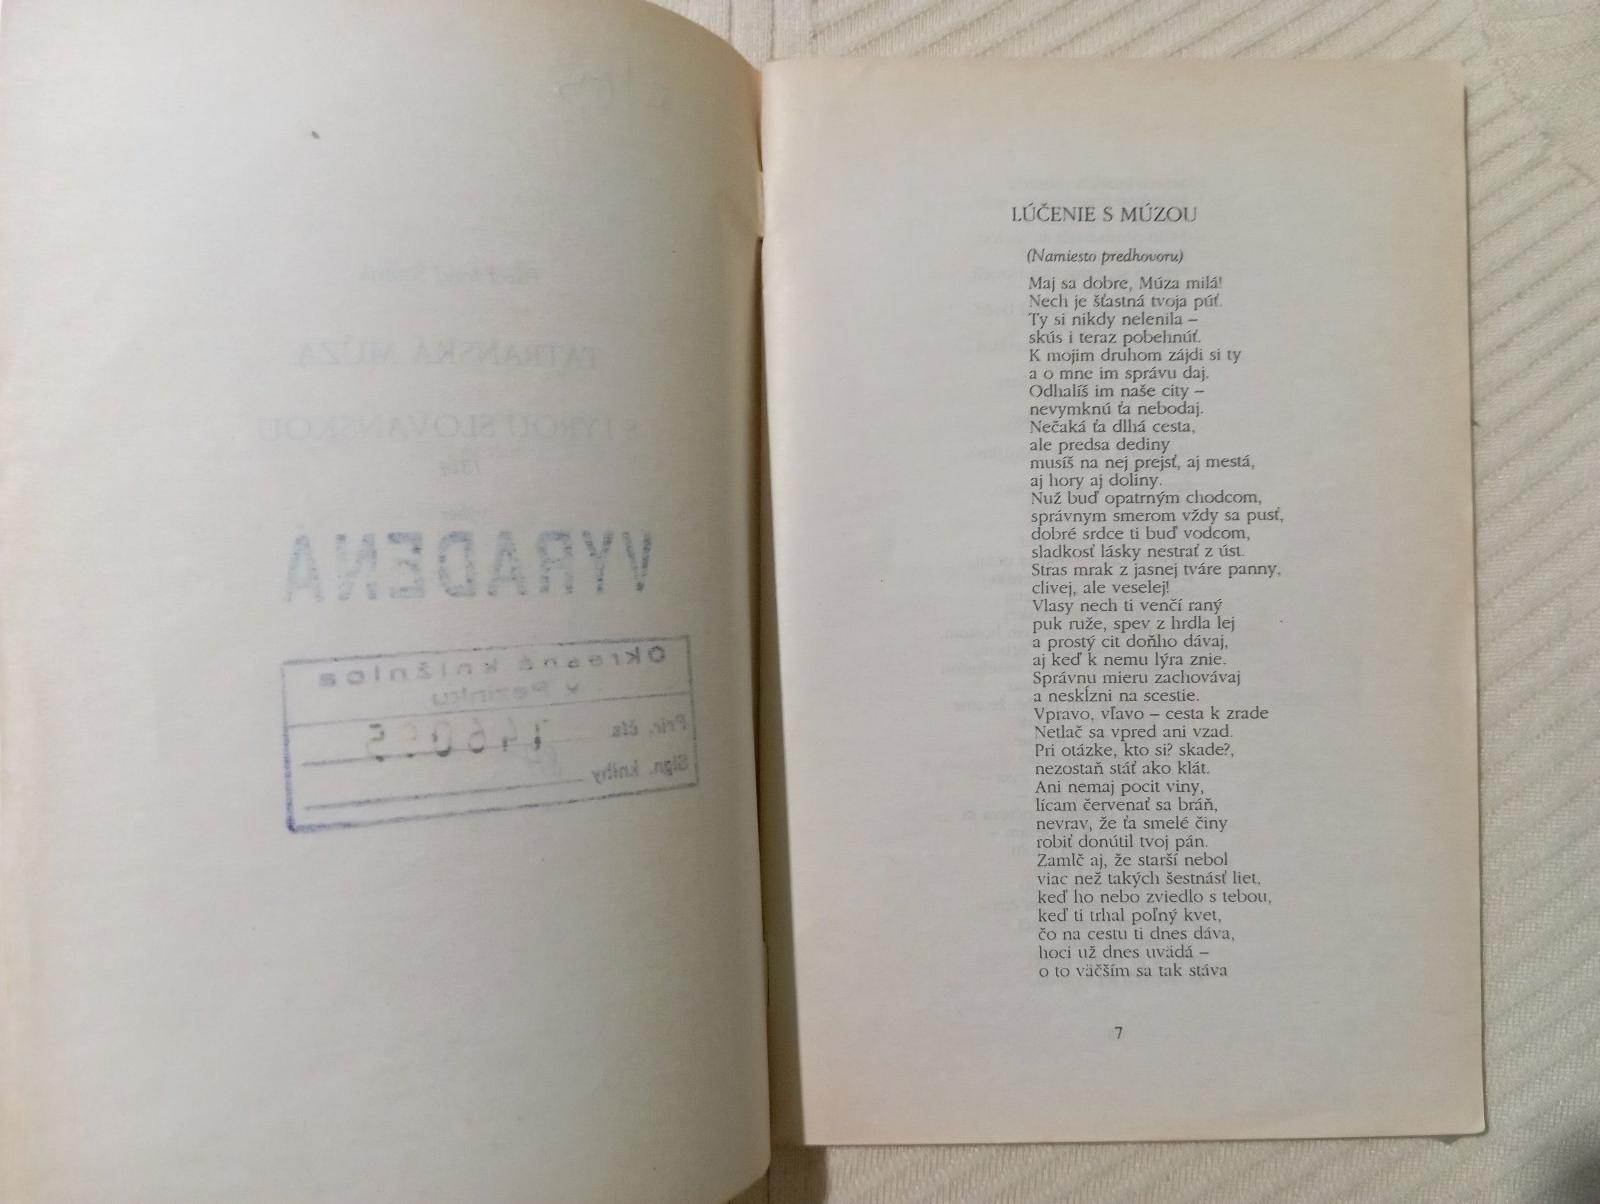 TATRANSKÁ MÚZA
S LÝROU SLOVANSKOU
VYRADENA
Okresná knižnica
v Pezinku
Prír. čís.
Sign. knihy
LÚČENIE S MÚZOU
(Namiesto predhovoru)
Maj sa dobre, Múza milá!
Nech je šťastná tvoja púť.
Ty si nikdy nelenila –
skús i teraz pobehnúť.
K mojim druhom zájdi si ty
a o mne im správu daj.
Odhalíš im naše city –
nevymknú ťa nebodaj.
Nečaká ťa dlhá cesta,
ale predsa dediny
musíš na nej prejsť, aj mestá,
aj hory aj doliny.
Nuž buď opatrným chodcom,
správnym smerom vždy sa pusť,
dobré srdce ti buď vodcom,
sladkosť lásky nestrať z úst.
Stras mrak z jasnej tváre panny,
clivej, ale veselej!
Vlasy nech ti venčí raný
puk ruže, spev z hrdla lej
a prostý cit doňho dávaj,
aj keď k nemu lýra znie.
Správnu mieru zachovávaj
a neskĺzni na scestie.
Vpravo, vľavo – cesta k zrade
Netlač sa vpred ani vzad.
Pri otázke, kto si? skade?,
nezostaň stáť ako klát.
Ani nemaj pocit viny,
lícam červenať sa bráň,
nevrav, že ťa smelé činy
robiť donútil tvoj pán.
Zamlč aj, že starší nebol
viac než takých šestnásť liet,
keď ho nebo zviedlo s tebou,
keď ti trhal poľný kvet,
čo na cestu ti dnes dáva,
hoci už dnes uvädá –
o to väčším sa tak stáva
7